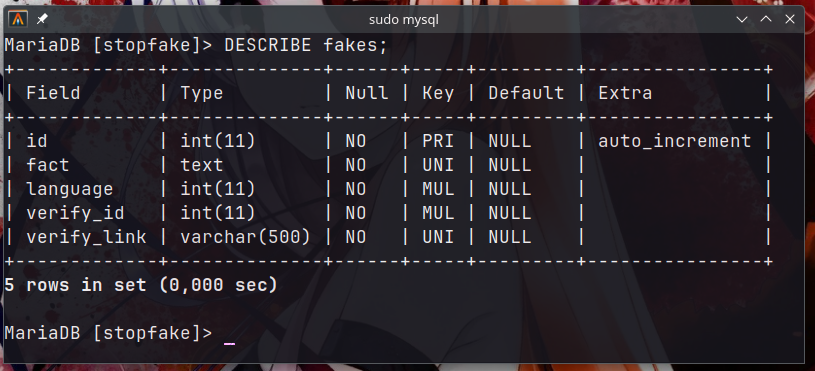 sudo mysql
MariaDB [stopfake]> DESCRIBE fakes;
+-------------+--------------+------+-----+---------+----------------+
| Field       | Type         | Null | Key | Default | Extra          |
+-------------+--------------+------+-----+---------+----------------+
| id          | int(11)      | NO   | PRI | NULL    | auto_increment |
| fact        | text         | NO   | UNI | NULL    |                |
| language    | int(11)      | NO   | MUL | NULL    |                |
| verify_id   | int(11)      | NO   | MUL | NULL    |                |
| verify_link | varchar(500) | NO   | UNI | NULL    |                |
+-------------+--------------+------+-----+---------+----------------+
5 rows in set (0,000 sec)
MariaDB [stopfake]> _